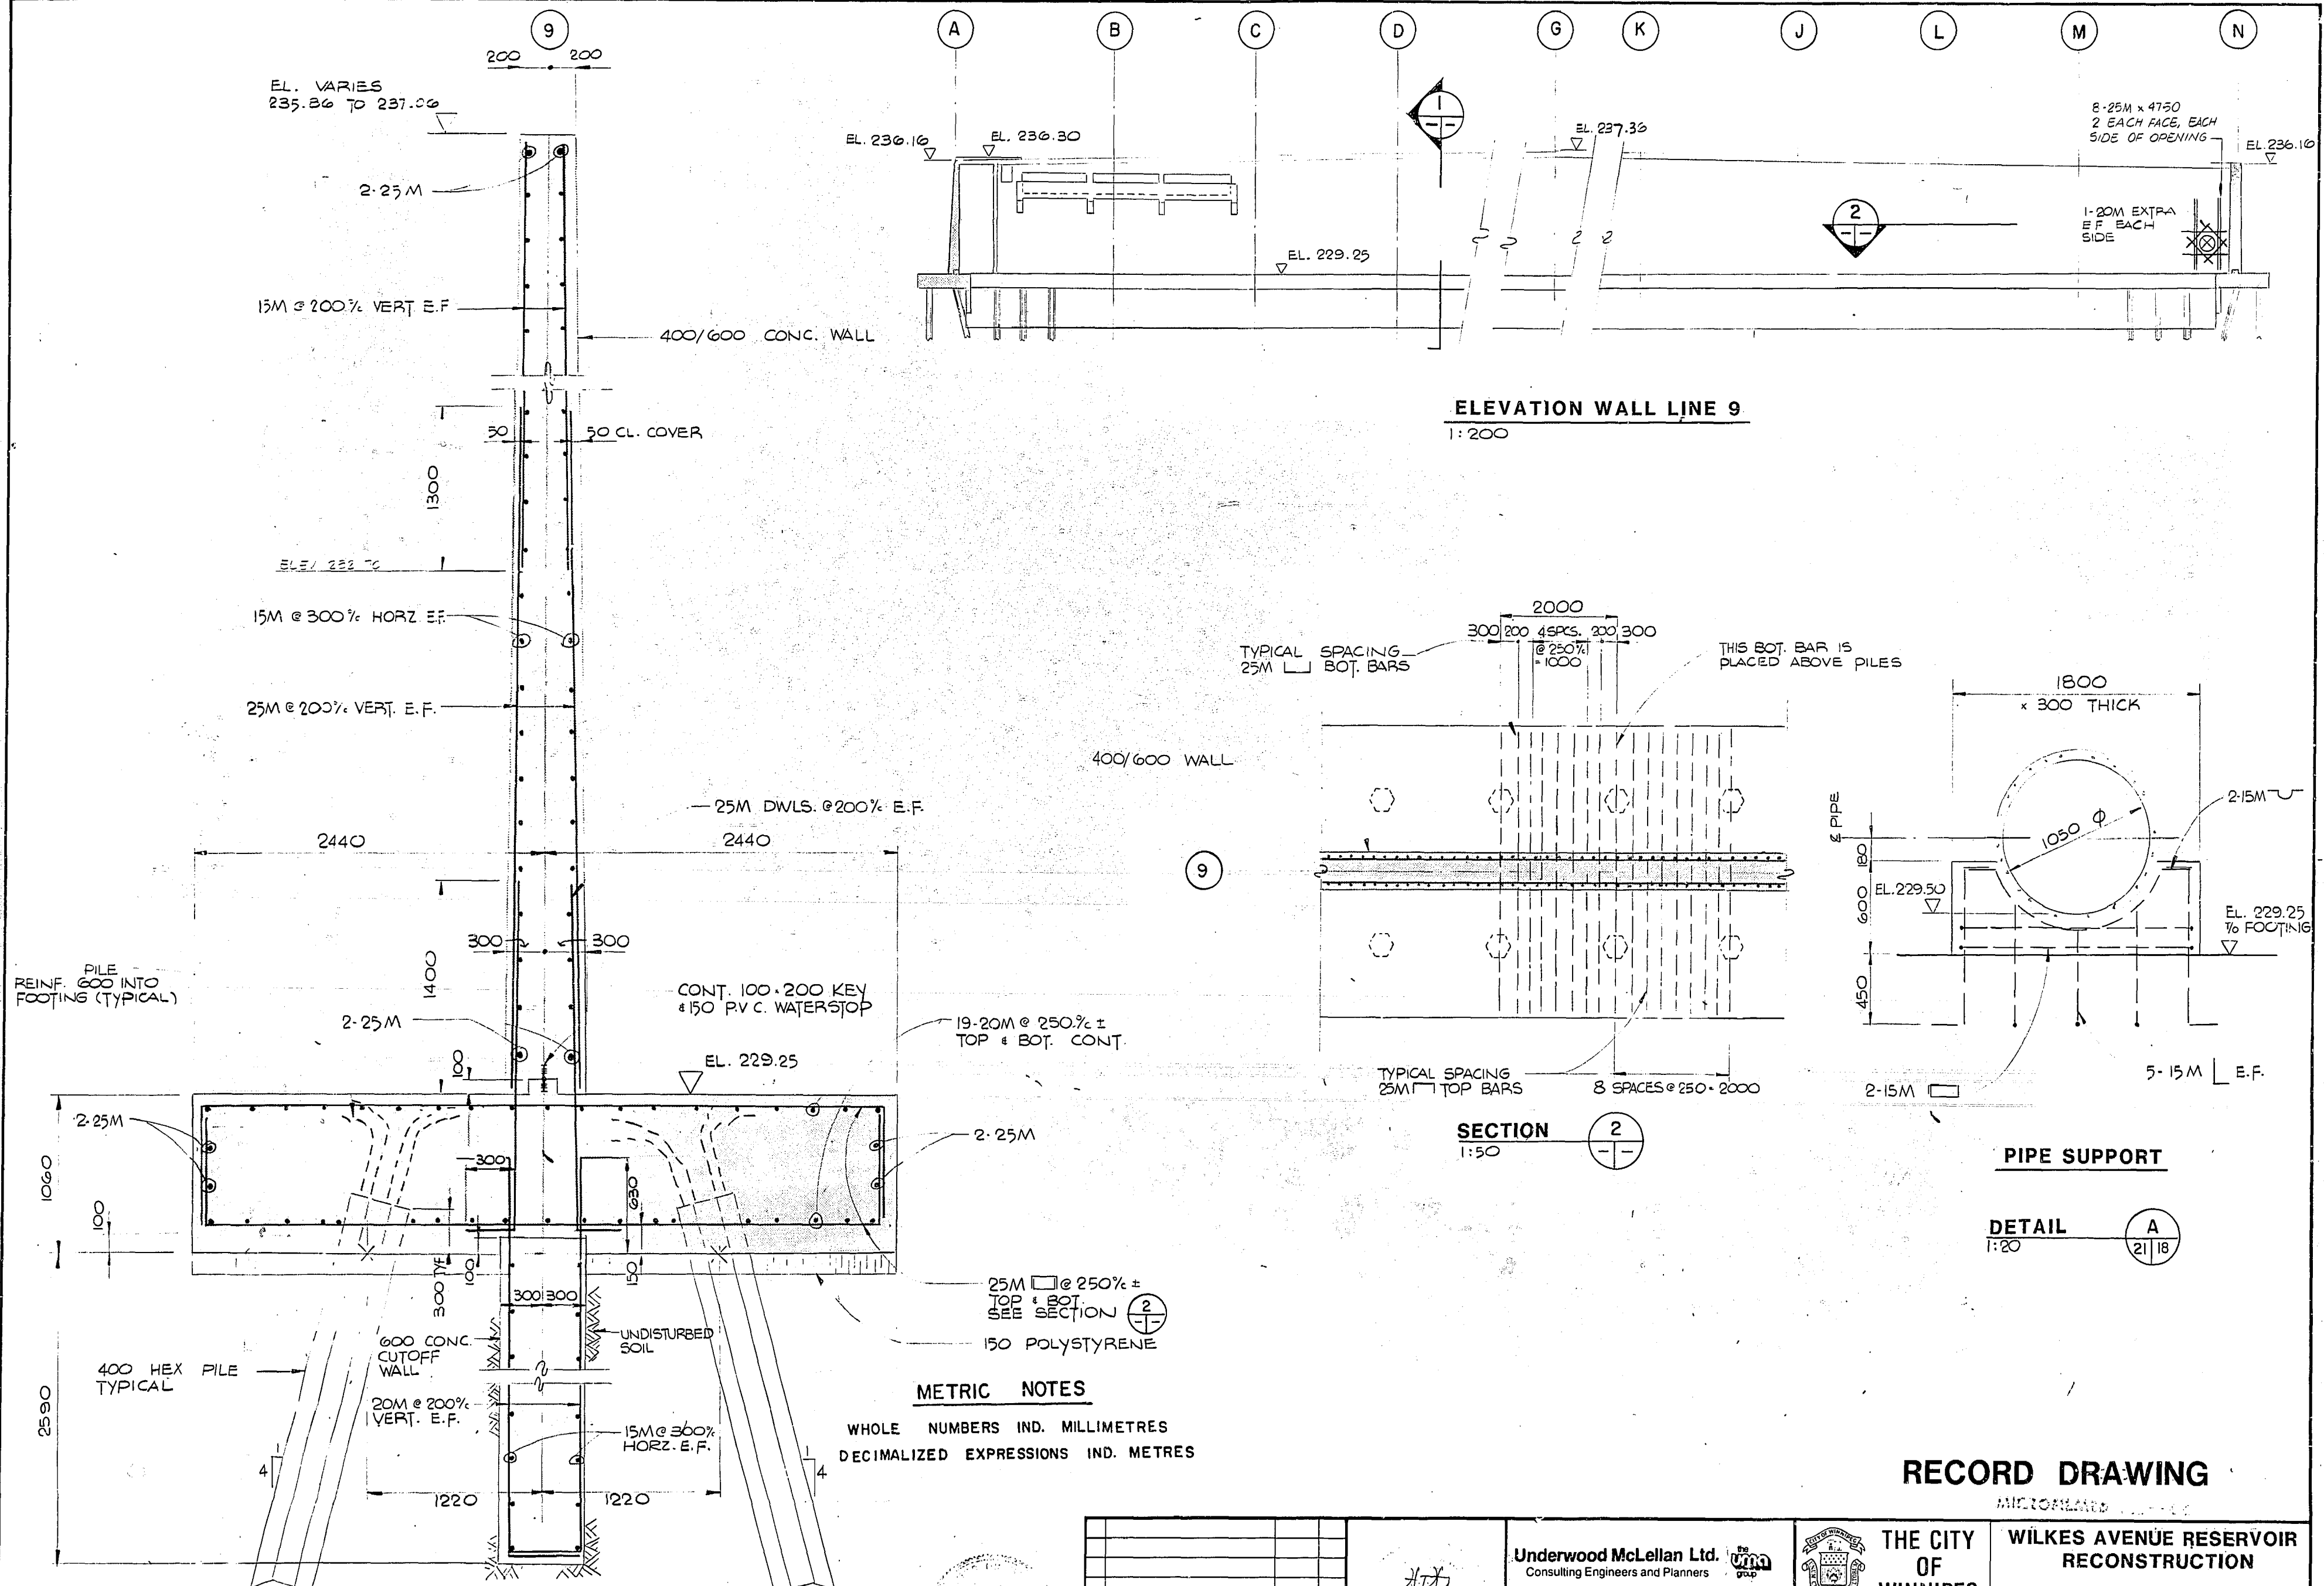 9
200 200
EL. VARIES
235.86 TO 237.06
2-25M
15M @ 200 % VERT. E.F
400/600 CONC. WALL
50
50 CL. COVER
1300
15M @ 300 % HORZ. E.F.
25M @ 200 % VERT. E.F.
25M DWLS. @ 200 % E.F.
2440
2440
300
300
1400
PILE
REINF. 600 INTO
FOOTING (TYPICAL)
CONT. 100 x 200 KEY
& 150 P.V.C. WATERSTOP
2-25M
19-20M @ 250 % ±
TOP & BOT. CONT.
100
EL. 229.25
2-25M
2-25M
1060
300
630
100
300 TYP.
100
150
300 300
25M @ 250 % ±
TOP & BOT.
SEE SECTION 2
150 POLYSTYRENE
600 CONC.
CUTOFF
WALL
UNDISTURBED
SOIL
400 HEX PILE
TYPICAL
20M @ 200 %
VERT. E.F.
15M @ 300 %
HORZ. E.F.
2590
4
4
1220
1220
METRIC NOTES
WHOLE NUMBERS IND. MILLIMETRES
DECIMALIZED EXPRESSIONS IND. METRES
A B C D G K J L M N
1
EL. 236.16
EL. 236.30
EL. 237.36
8-25M x 4750
2 EACH FACE, EACH
SIDE OF OPENING
EL. 236.16
2
1-20M EXTRA
E F EACH
SIDE
EL. 229.25
ELEVATION WALL LINE 9
1:200
2000
300 200 4 SPCS. 200 300
@ 250 %
= 1000
TYPICAL SPACING
25M BOT. BARS
THIS BOT. BAR IS
PLACED ABOVE PILES
400/600 WALL
9
TYPICAL SPACING
25M TOP BARS
8 SPACES @ 250 = 2000
SECTION 2
1:50
1800
x 300 THICK
2-15M
℄ PIPE
1050 Φ
180
600
EL. 229.50
EL. 229.25
T/O FOOTING
450
5-15M E.F.
2-15M
PIPE SUPPORT
DETAIL A
1:20
21 18
RECORD DRAWING
Underwood McLellan Ltd.
Consulting Engineers and Planners
the uma group
THE CITY
OF
WINNIPEG
WILKES AVENUE RESERVOIR
RECONSTRUCTION